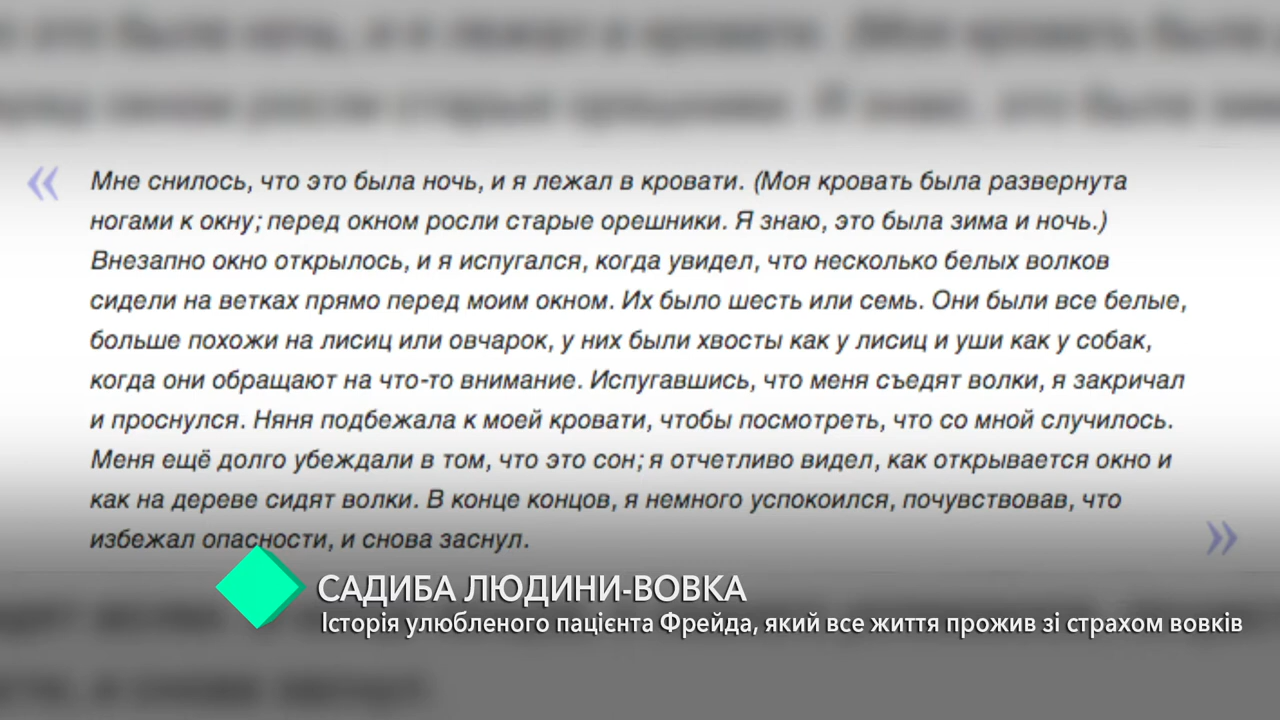 « Мне снилось, что это была ночь, и я лежал в кровати. (Моя кровать была развернута
ногами к окну; перед окном росли старые орешники. Я знаю, это была зима и ночь.)
Внезапно окно открылось, и я испугался, когда увидел, что несколько белых волков
сидели на ветках прямо перед моим окном. Их было шесть или семь. Они были все белые,
больше похожи на лисиц или овчарок, у них были хвосты как у лисиц и уши как у собак,
когда они обращают на что-то внимание. Испугавшись, что меня съедят волки, я закричал
и проснулся. Няня подбежала к моей кровати, чтобы посмотреть, что со мной случилось.
Меня ещё долго убеждали в том, что это сон; я отчетливо видел, как открывается окно и
как на дереве сидят волки. В конце концов, я немного успокоился, почувствовав, что
избежал опасности, и снова заснул. »
САДИБА ЛЮДИНИ-ВОВКА
Історія улюбленого пацієнта Фрейда, який все життя прожив зі страхом вовків